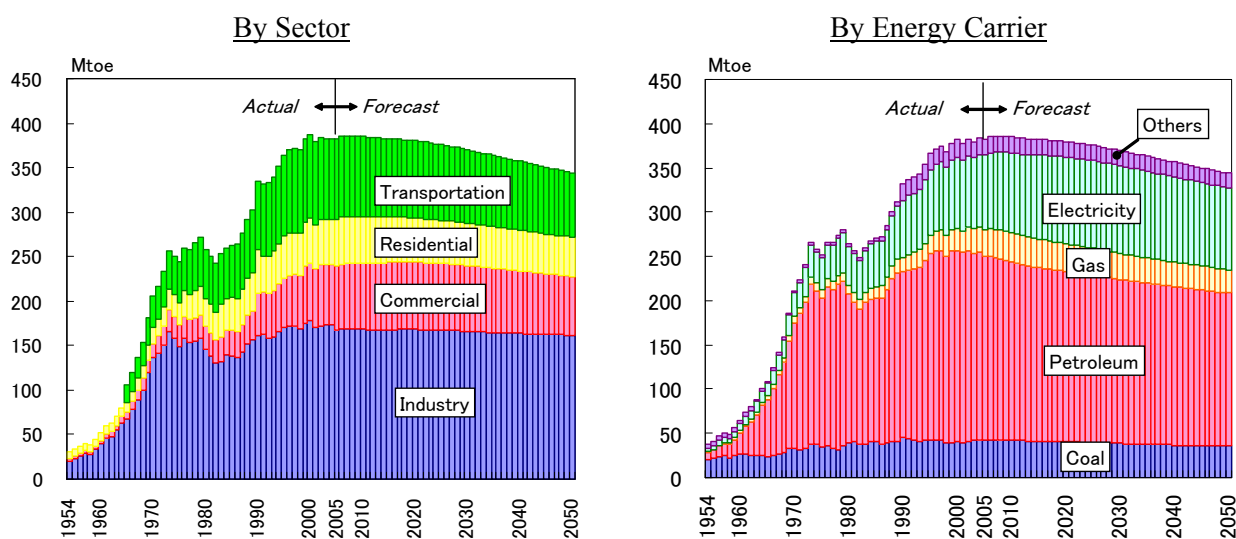 By Sector
Mtoe
450
400
350
300
250
200
150
100
50
0
Actual
Forecast
Transportation
Residential
Commercial
Industry
1954
1960
1970
1980
1990
2000
2005
2010
2020
2030
2040
2050
By Energy Carrier
Mtoe
450
400
350
300
250
200
150
100
50
0
Actual
Forecast
Others
Electricity
Gas
Petroleum
Coal
1954
1960
1970
1980
1990
2000
2005
2010
2020
2030
2040
2050